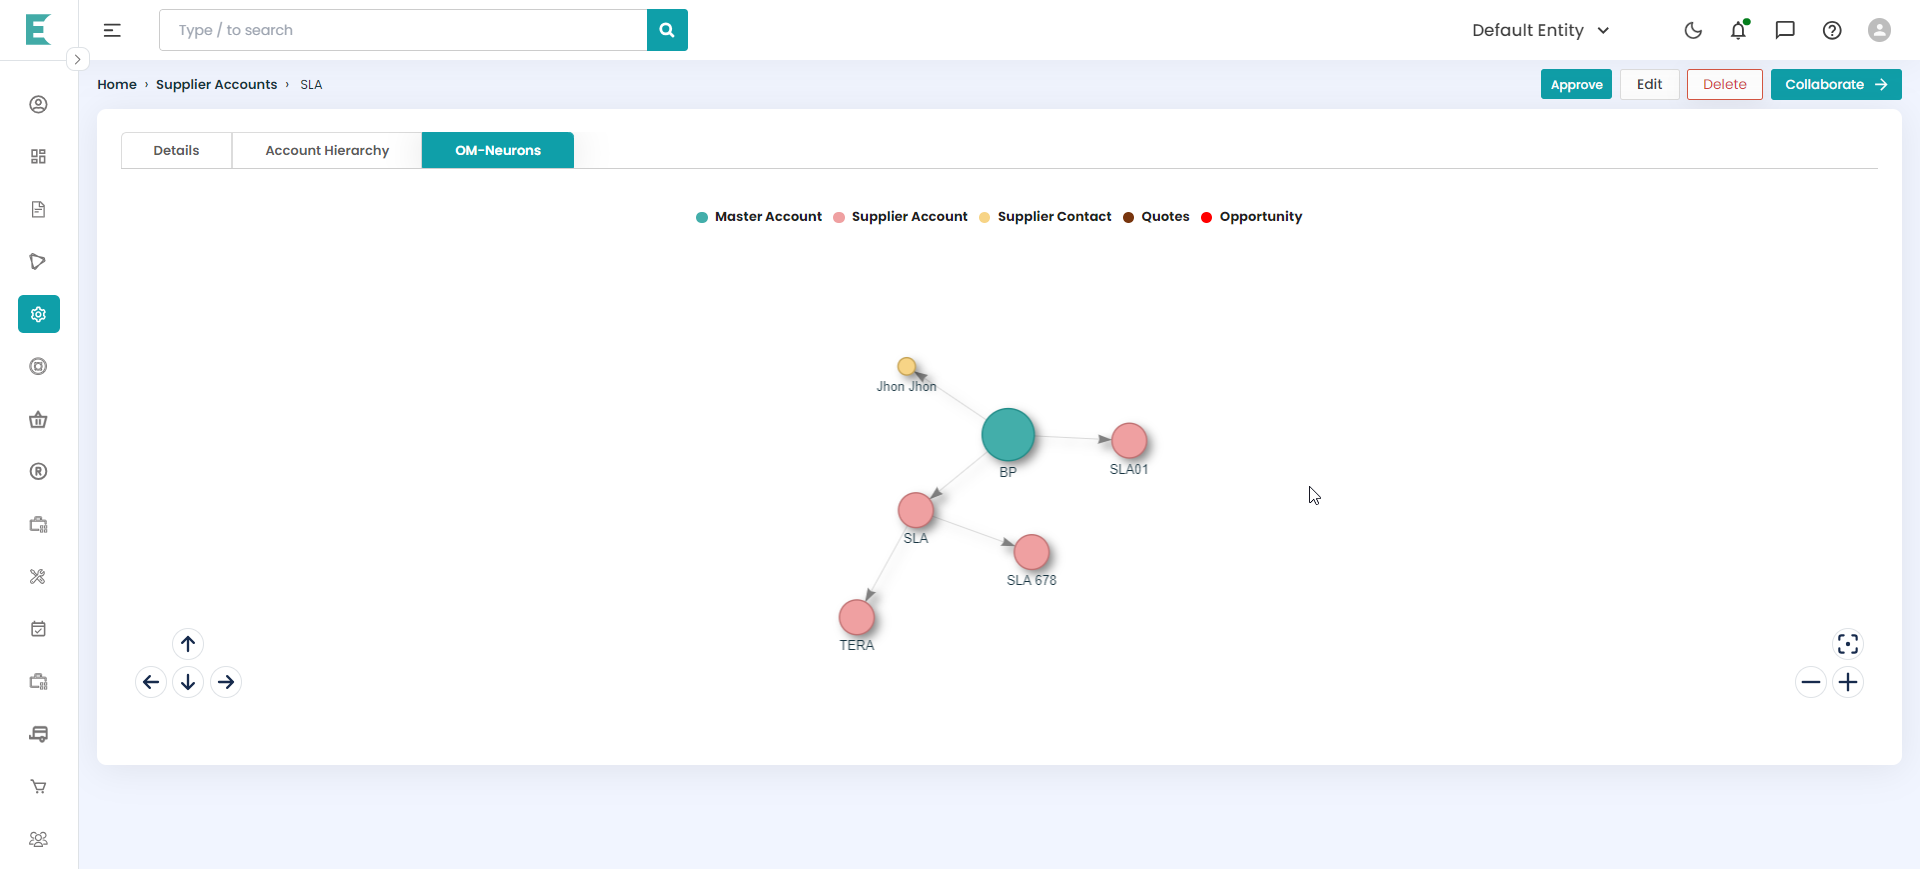 Type / to search
Default Entity
Home › Supplier Accounts › SLA
Approve
Edit
Delete
Collaborate
Details
Account Hierarchy
OM-Neurons
Master Account
Supplier Account
Supplier Contact
Quotes
Opportunity
Jhon Jhon
BP
SLA01
SLA
SLA 678
TERA